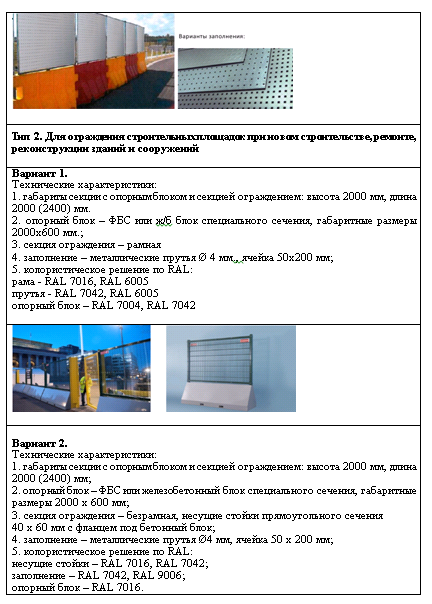 Варианты заполнения:
Тип 2. Для ограждения строительных площадок при новом строительстве, ремонте,
реконструкции зданий и сооружений
Вариант 1.
Технические характеристики:
1. габариты секции с опорным блоком и секцией ограждением: высота 2000 мм, длина
2000 (2400) мм.
2. опорный блок – ФБС или ж/б блок специального сечения, габаритные размеры
2000х600 мм.;
3. секция ограждения – рамная
4. заполнение – металлические прутья Ø 4 мм., ячейка 50х200 мм;
5. колористическое решение по RAL:
рама - RAL 7016, RAL 6005
прутья - RAL 7042, RAL 6005
опорный блок – RAL 7004, RAL 7042
Вариант 2.
Технические характеристики:
1. габариты секции с опорным блоком и секцией ограждением: высота 2000 мм, длина
2000 (2400) мм;
2. опорный блок – ФБС или железобетонный блок специального сечения, габаритные
размеры 2000 х 600 мм;
3. секция ограждения – безрамная, несущие стойки прямоугольного сечения
40 х 60 мм с фланцем под бетонный блок;
4. заполнение – металлические прутья Ø4 мм, ячейка 50 х 200 мм;
5. колористическое решение по RAL:
несущие стойки – RAL 7016, RAL 7042;
заполнение – RAL 7042, RAL 9006;
опорный блок – RAL 7016.